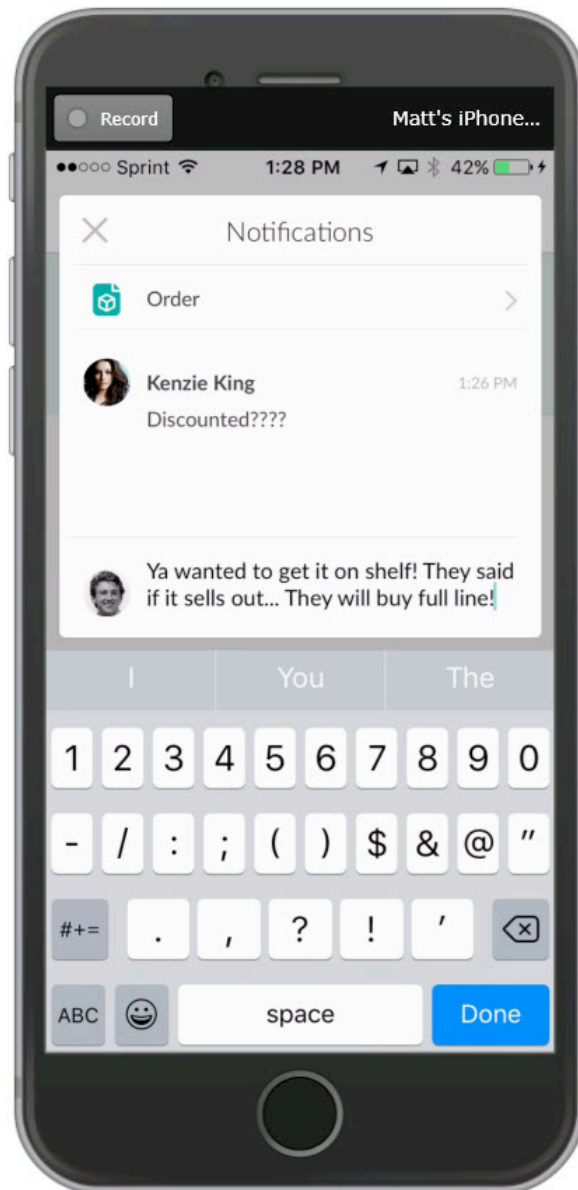 Record Matt's iPhone...
Sprint 1:28 PM 42%
Notifications
Order
Kenzie King 1:26 PM
Discounted????
Ya wanted to get it on shelf! They said
if it sells out... They will buy full line!
I You The
1 2 3 4 5 6 7 8 9 0
- / : ; ( ) $ & @ "
#+= . , ? ! '
ABC space Done